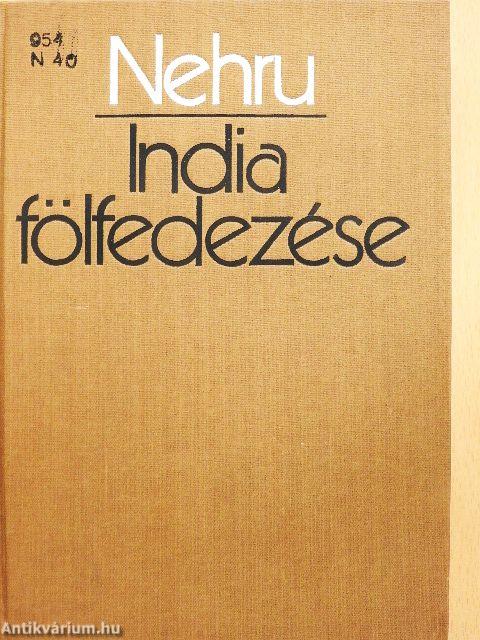 954
N 40
Nehru
India
fölfedezése
Antikvárium.hu